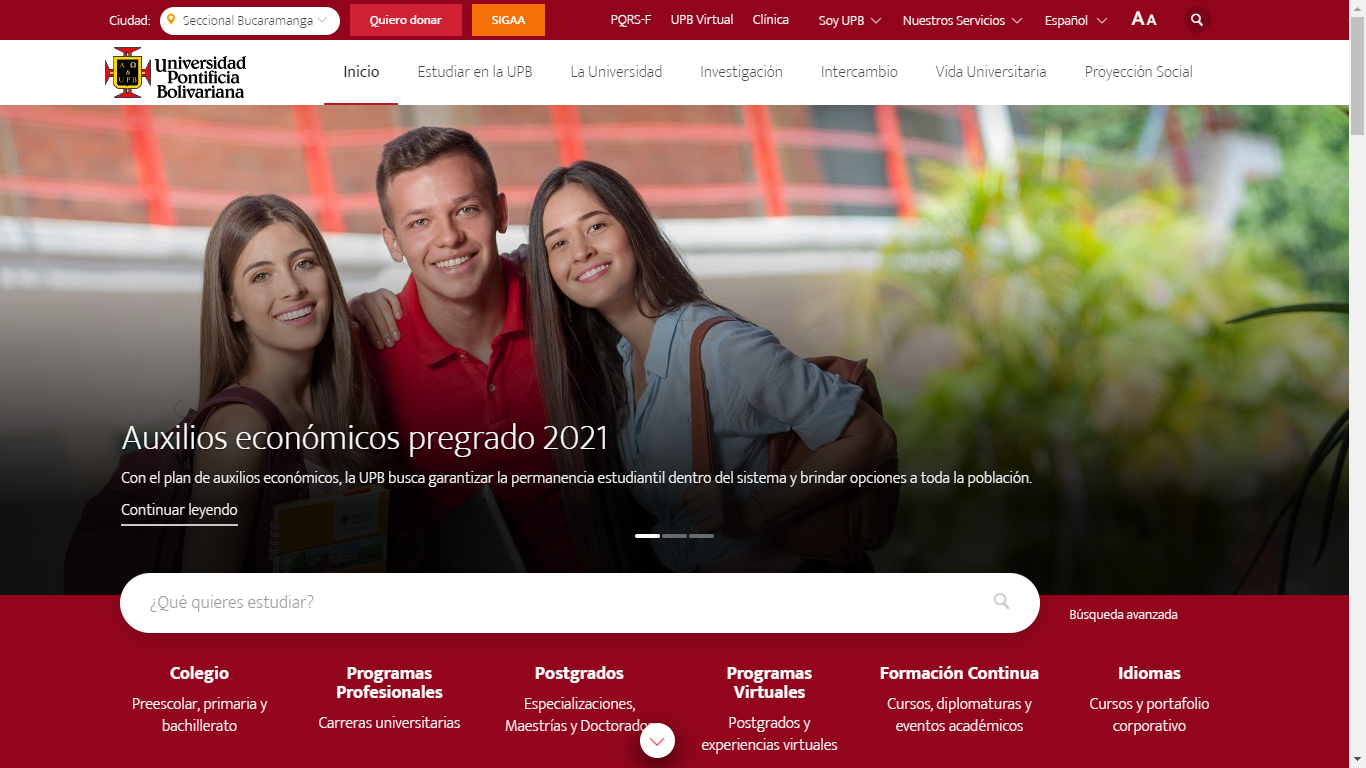 Ciudad:
Seccional Bucaramanga
Quiero donar
SIGAA
PQRS-F
UPB Virtual
Clínica
Soy UPB
Nuestros Servicios
Español
AA
Universidad
Pontificia
Bolivariana
Inicio
Estudiar en la UPB
La Universidad
Investigación
Intercambio
Vida Universitaria
Proyección Social
Auxilios económicos pregrado 2021
Con el plan de auxilios económicos, la UPB busca garantizar la permanencia estudiantil dentro del sistema y brindar opciones a toda la población.
Continuar leyendo
¿Qué quieres estudiar?
Búsqueda avanzada
Colegio
Preescolar, primaria y
bachillerato
Programas
Profesionales
Carreras universitarias
Postgrados
Especializaciones,
Maestrías y Doctorados
Programas
Virtuales
Postgrados y
experiencias virtuales
Formación Continua
Cursos, diplomaturas y
eventos académicos
Idiomas
Cursos y portafolio
corporativo